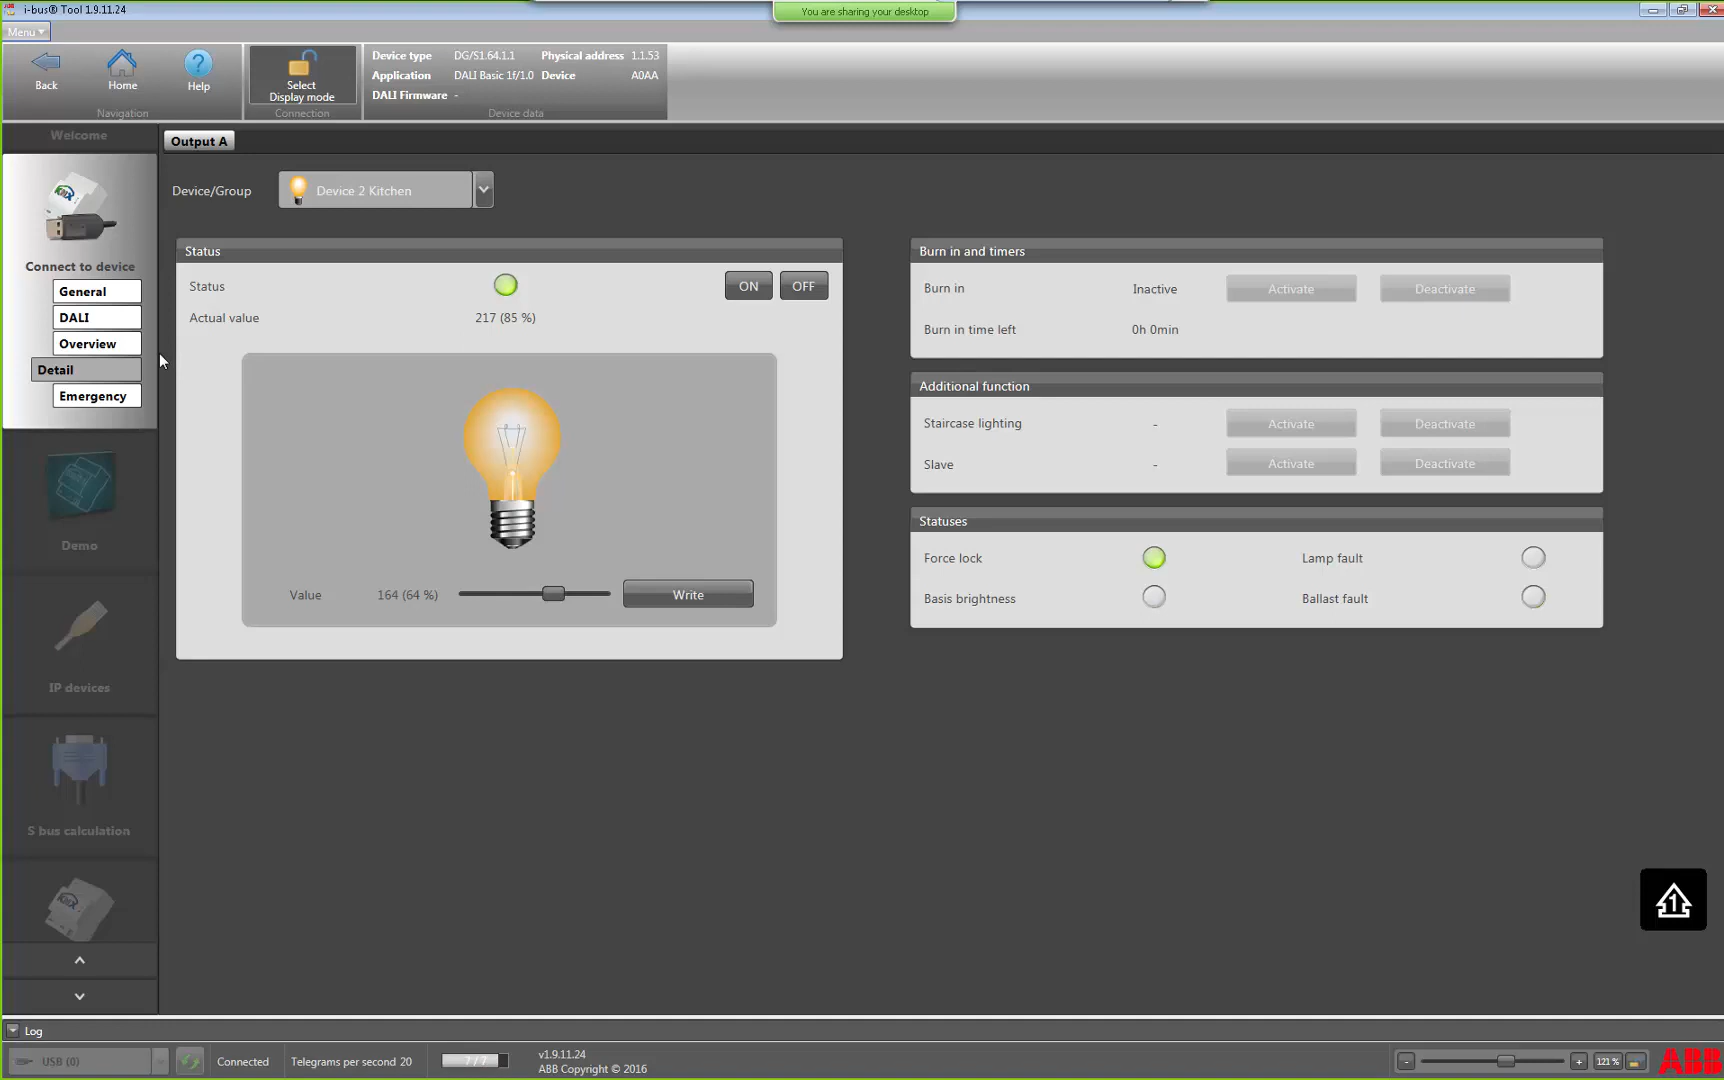 i-bus® Tool 1.9.11.24
You are sharing your desktop
Menu
Back
Home
Help
Navigation
Select
Display mode
Connection
Device type DG/S1.64.1.1 Physical address 1.1.53
Application DALI Basic 1f/1.0 Device A0AA
DALI Firmware -
Device data
Welcome
Connect to device
General
DALI
Overview
Detail
Emergency
Demo
IP devices
S bus calculation
Output A
Device/Group Device 2 Kitchen
Status
Status ON OFF
Actual value 217 (85 %)
Value 164 (64 %) Write
Burn in and timers
Burn in Inactive Activate Deactivate
Burn in time left 0h 0min
Additional function
Staircase lighting - Activate Deactivate
Slave - Activate Deactivate
Statuses
Force lock Lamp fault
Basis brightness Ballast fault
1
Log
USB (0) Connected Telegrams per second 20 7 / 7
v1.9.11.24
ABB Copyright © 2016
- + 121 %
ABB